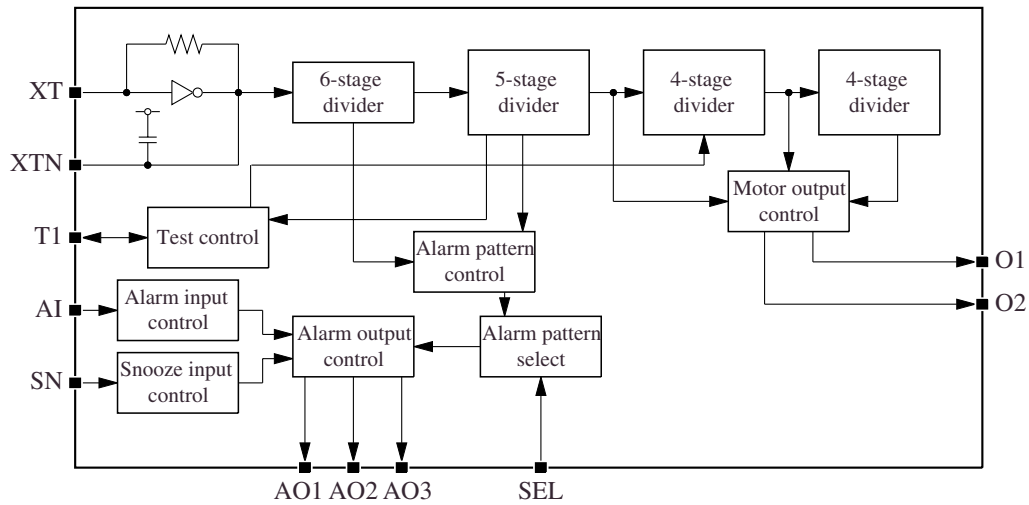 XT
XTN
T1
AI
SN
6-stage
divider
5-stage
divider
4-stage
divider
4-stage
divider
Motor output
control
Test control
Alarm pattern
control
Alarm input
control
Alarm output
control
Alarm pattern
select
Snooze input
control
O1
O2
AO1 AO2 AO3
SEL